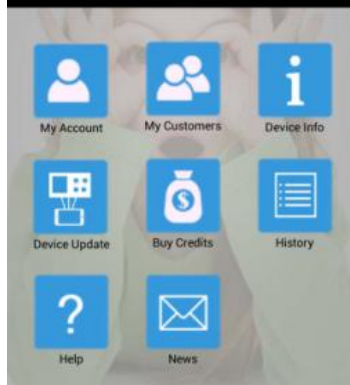 My Account
My Customers
Device Info
Device Update
Buy Credits
History
Help
News